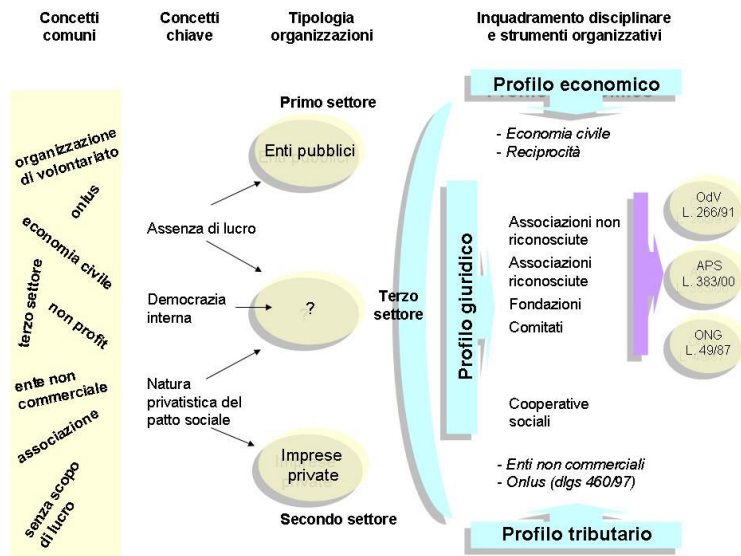 Concetti
comuni
Concetti
chiave
Tipologia
organizzazioni
Inquadramento disciplinare
e strumenti organizzativi
organizzazione
di volontariato
onlus
economia civile
terzo settore
non profit
ente non
commerciale
associazione
senza scopo
di lucro
Assenza di lucro
Democrazia
interna
Natura
privatistica del
patto sociale
Primo settore
Enti pubblici
?
Terzo
settore
Imprese
private
Secondo settore
Profilo economico
- Economia civile
- Reciprocità
Profilo giuridico
Associazioni non
riconosciute
Associazioni
riconosciute
Fondazioni
Comitati
Cooperative
sociali
OdV
L. 266/91
APS
L. 383/00
ONG
L. 49/87
- Enti non commerciali
- Onlus (dlgs 460/97)
Profilo tributario